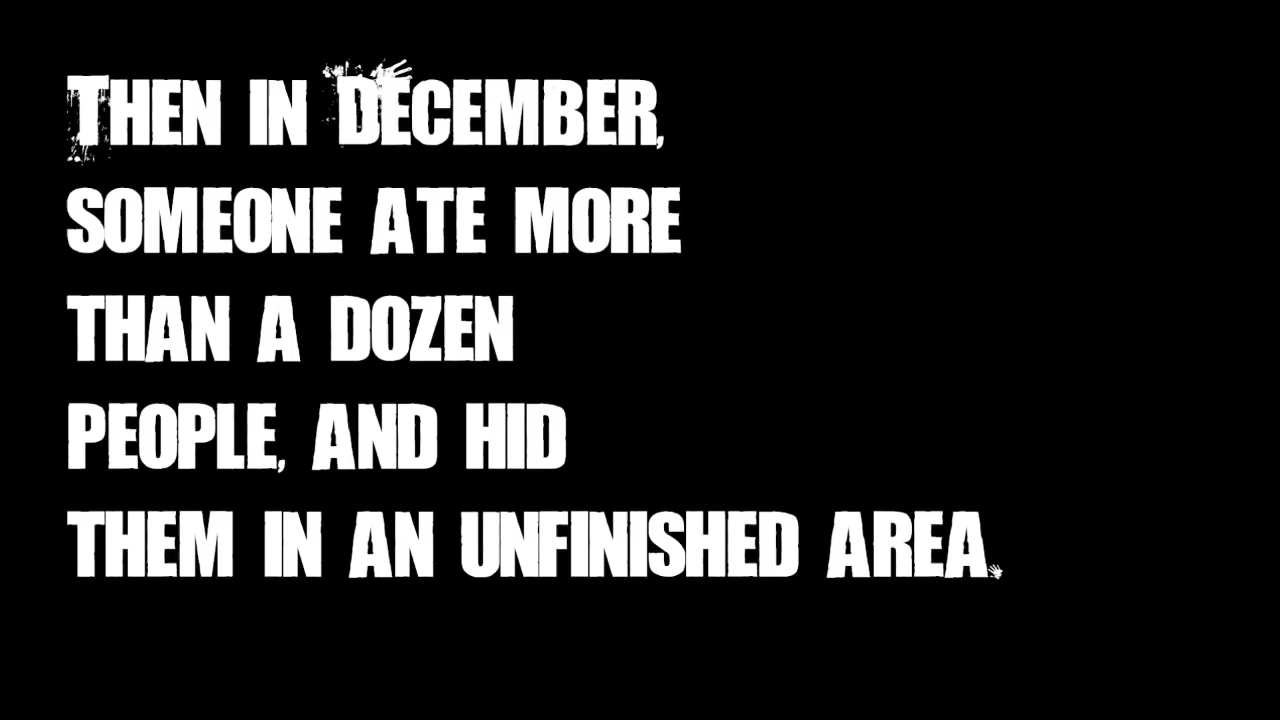 Then in December,
someone ate more
than a dozen
people, and hid
them in an unfinished area.